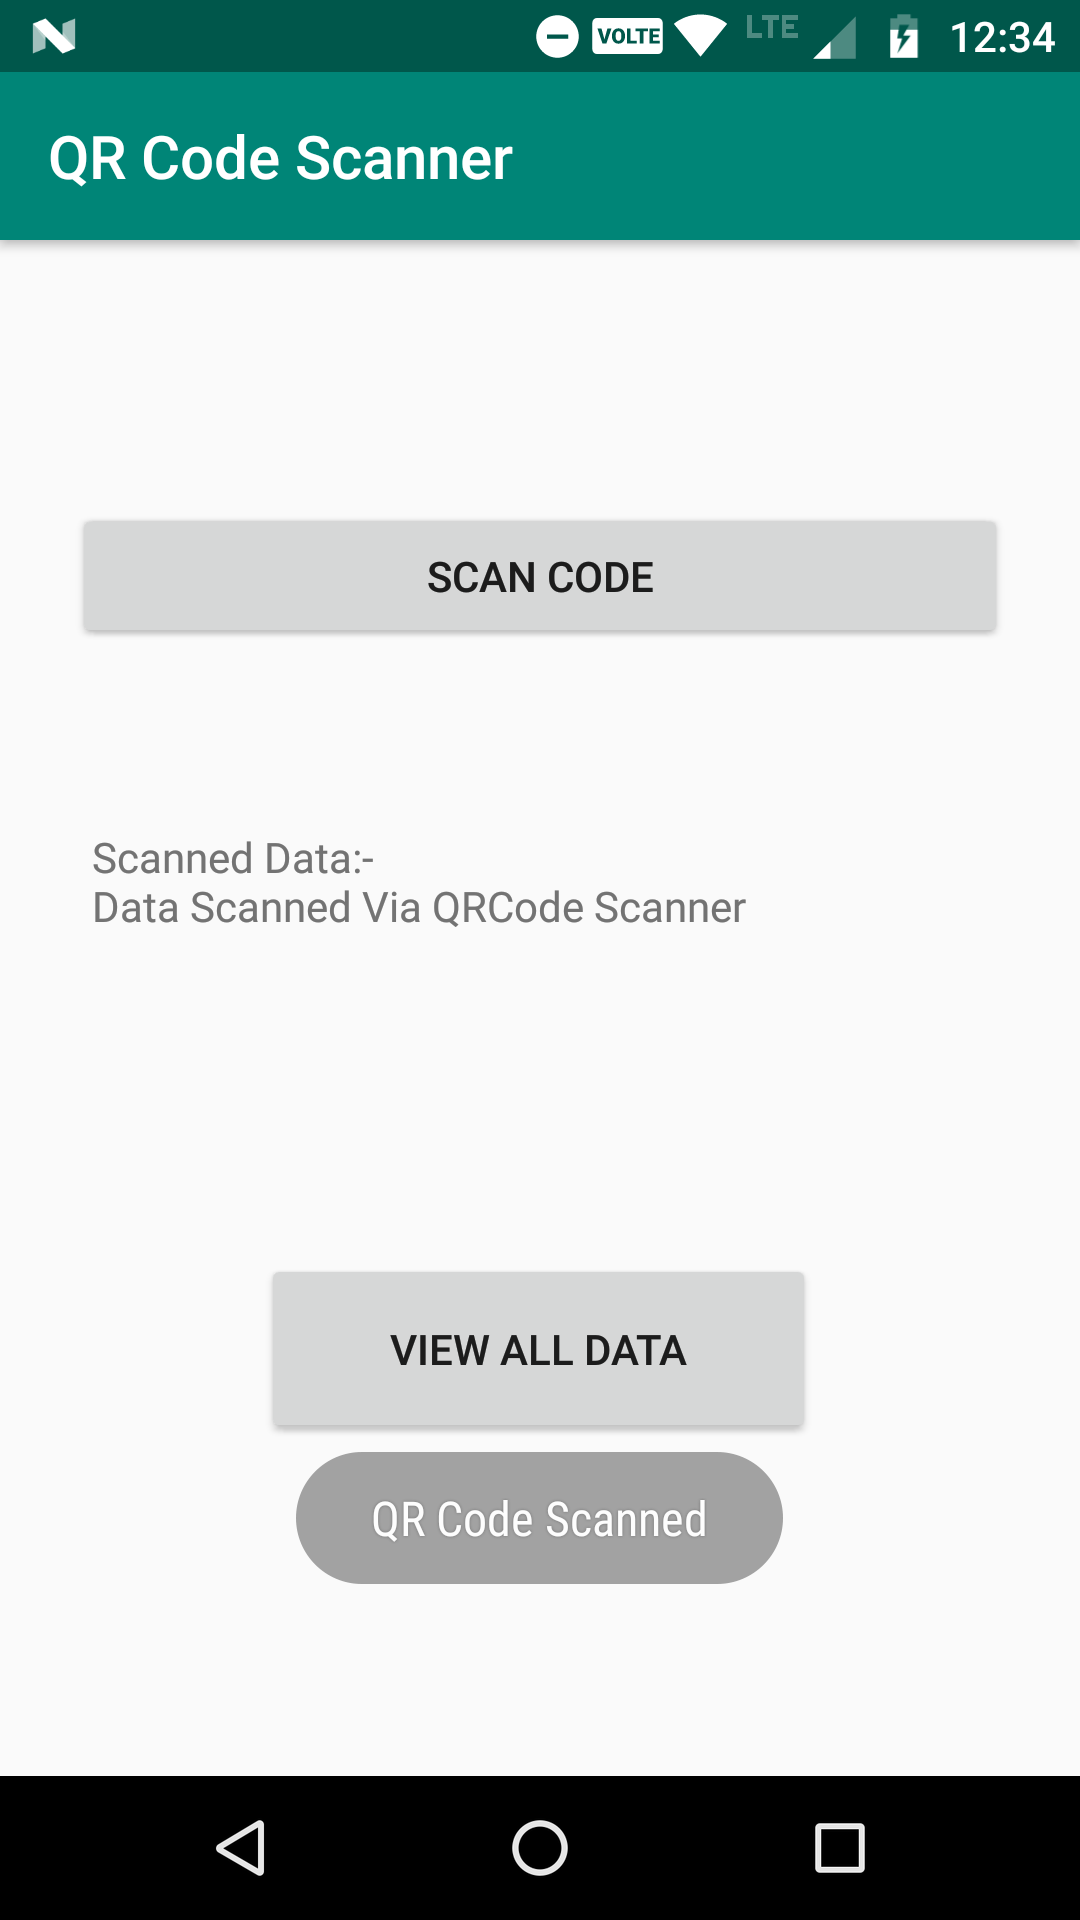 VOLTE LTE 12:34
QR Code Scanner
SCAN CODE
Scanned Data:-
Data Scanned Via QRCode Scanner
VIEW ALL DATA
QR Code Scanned